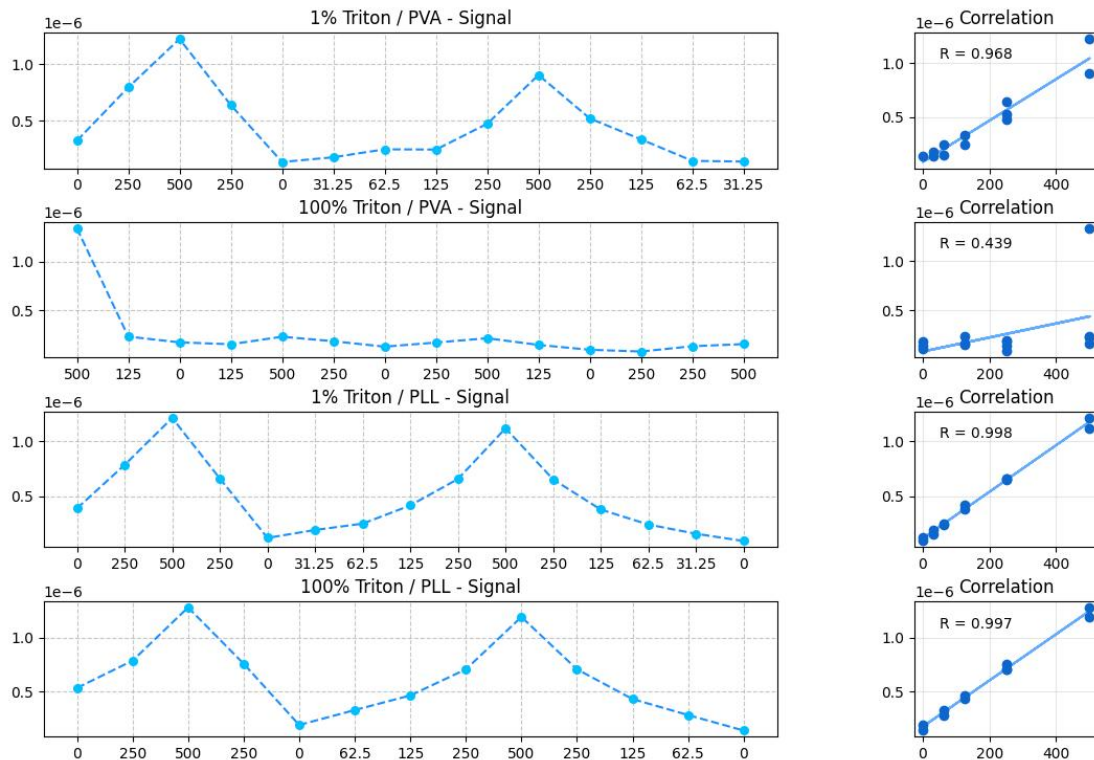 1% Triton / PVA - Signal
1e−6
1.0
0.5
0 250 500 250 0 31.25 62.5 125 250 500 250 125 62.5 31.25
Correlation
1e−6
R = 0.968
1.0
0.5
0 200 400
100% Triton / PVA - Signal
1e−6
1.0
0.5
500 125 0 125 500 250 0 250 500 125 0 250 250 500
Correlation
1e−6
R = 0.439
1.0
0.5
0 200 400
1% Triton / PLL - Signal
1e−6
1.0
0.5
0 250 500 250 0 31.25 62.5 125 250 500 250 125 62.5 31.25 0
Correlation
1e−6
R = 0.998
1.0
0.5
0 200 400
100% Triton / PLL - Signal
1e−6
1.0
0.5
0 250 500 250 0 62.5 125 250 500 250 125 62.5 0
Correlation
1e−6
R = 0.997
1.0
0.5
0 200 400